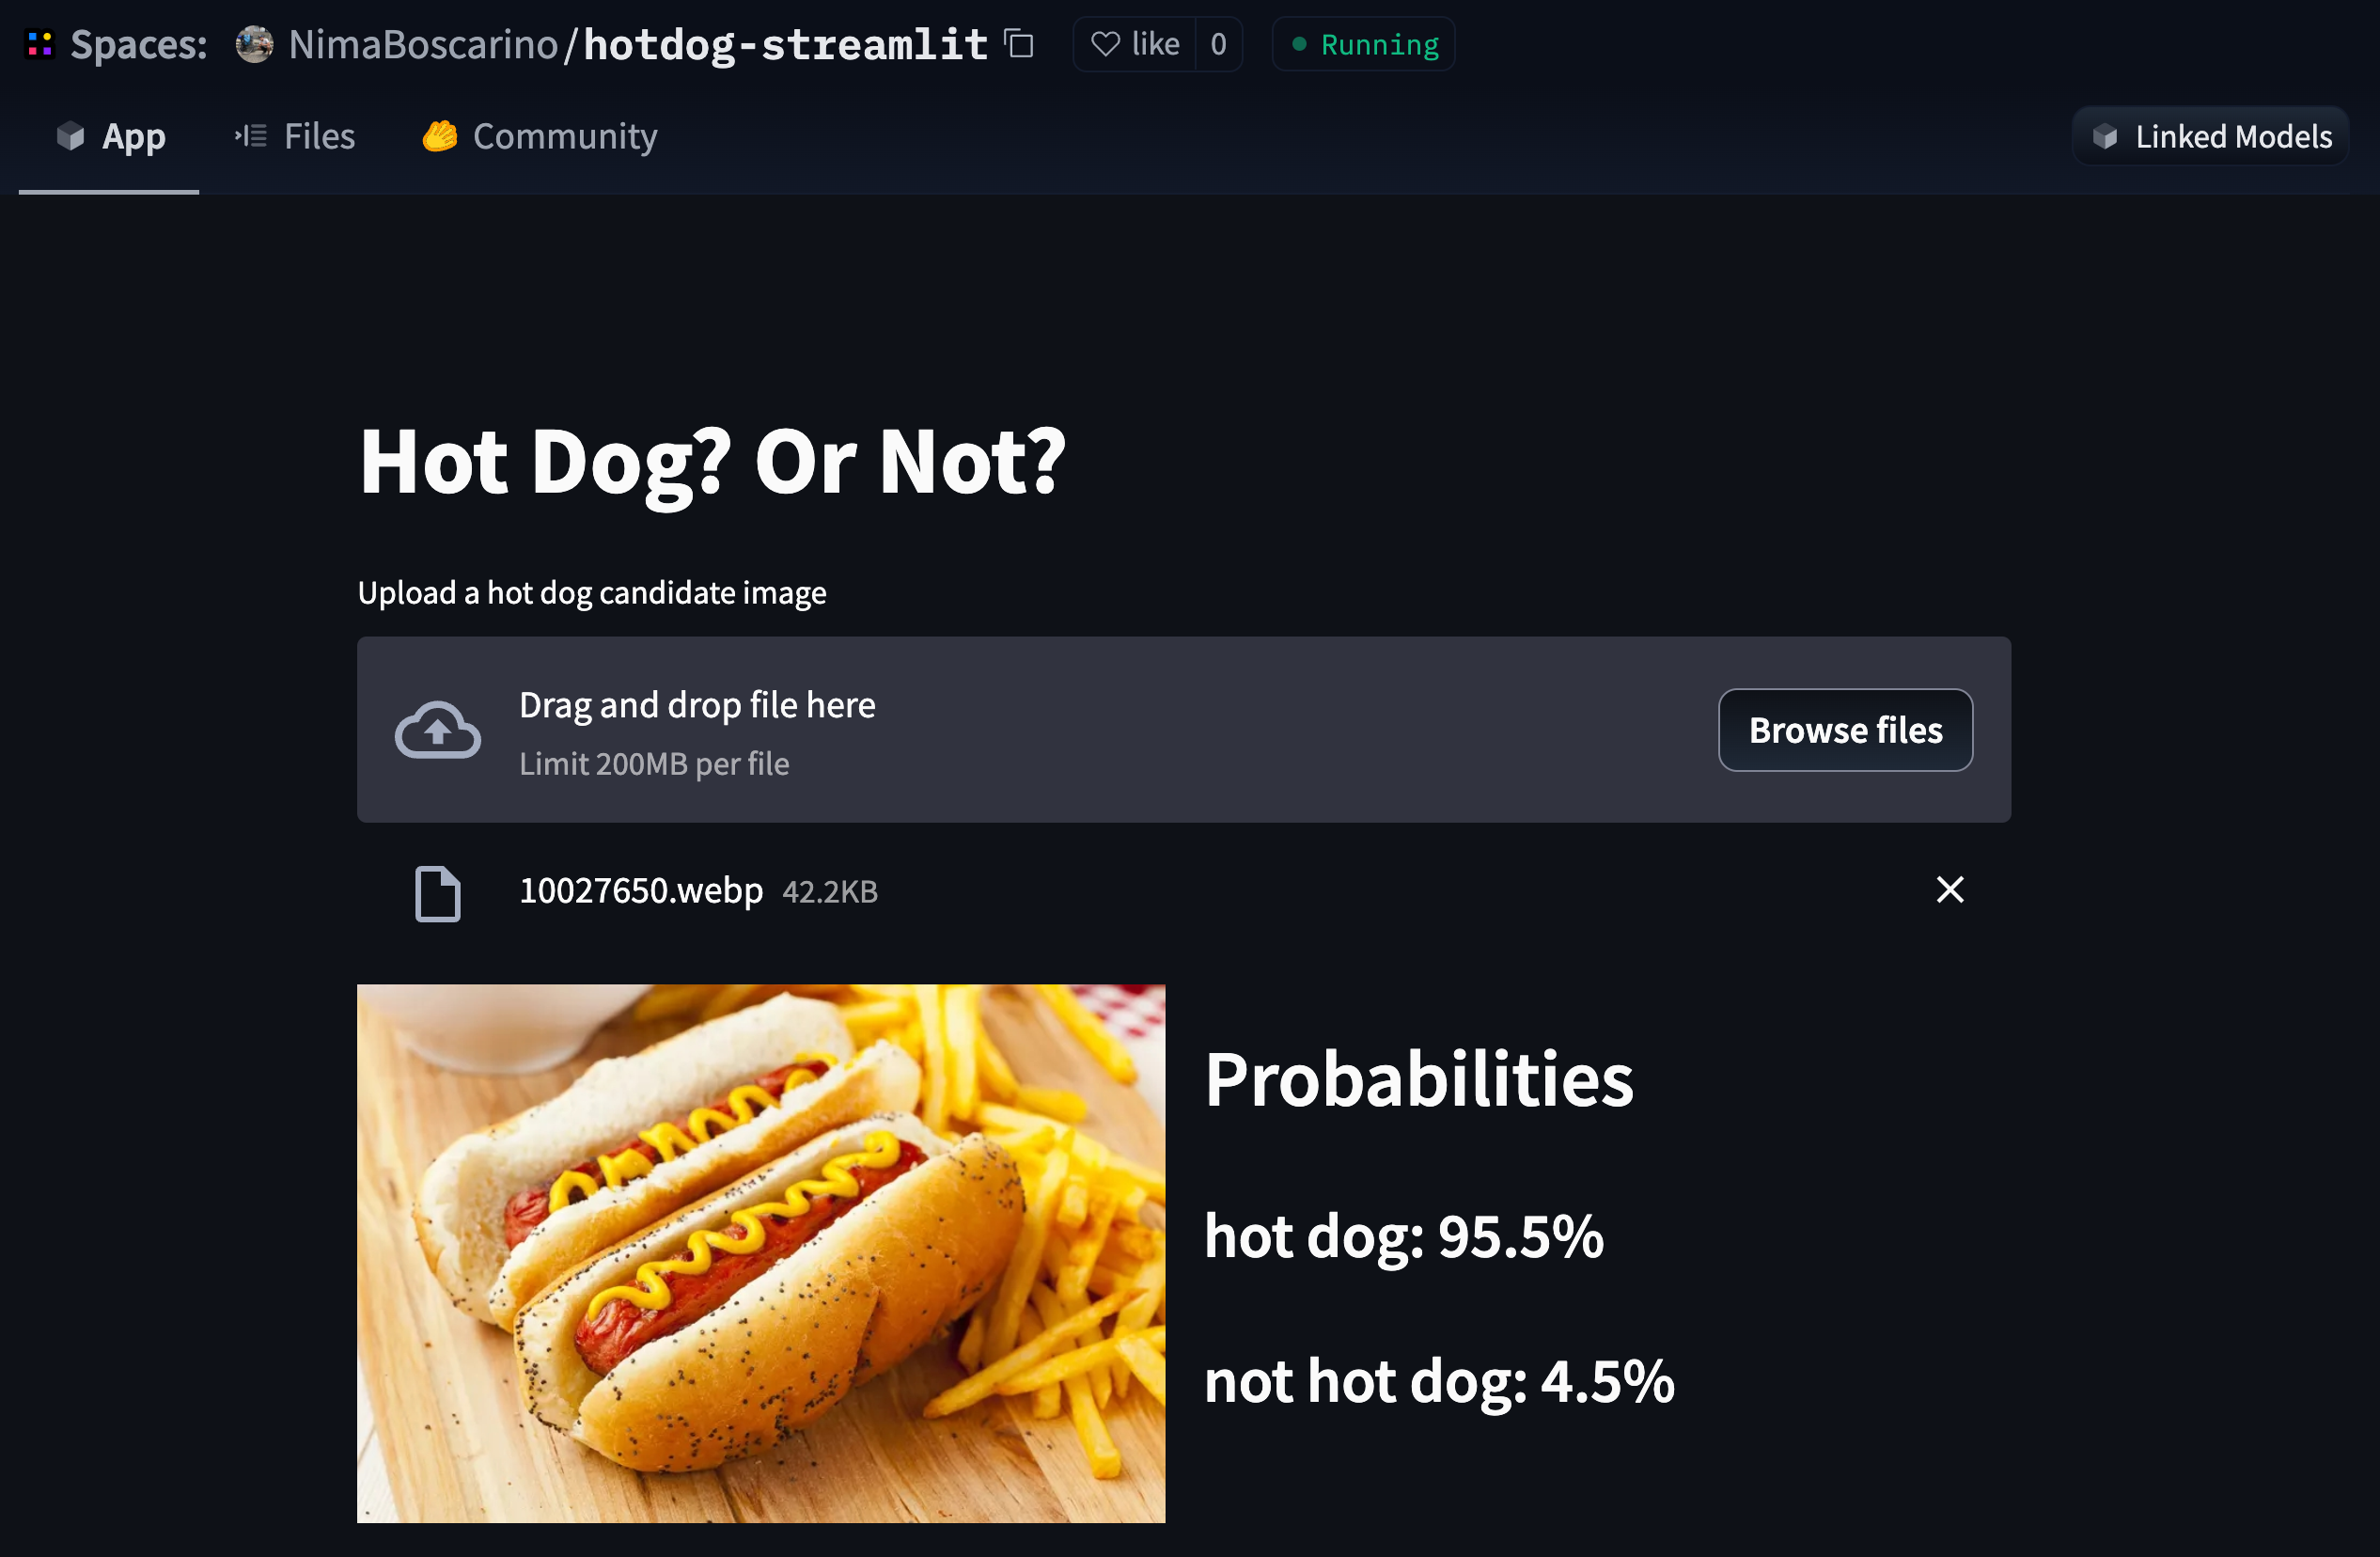 Spaces: NimaBoscarino/hotdog-streamlit like 0 Running
App Files Community Linked Models
Hot Dog? Or Not?
Upload a hot dog candidate image
Drag and drop file here
Limit 200MB per file
Browse files
10027650.webp 42.2KB
Probabilities
hot dog: 95.5%
not hot dog: 4.5%